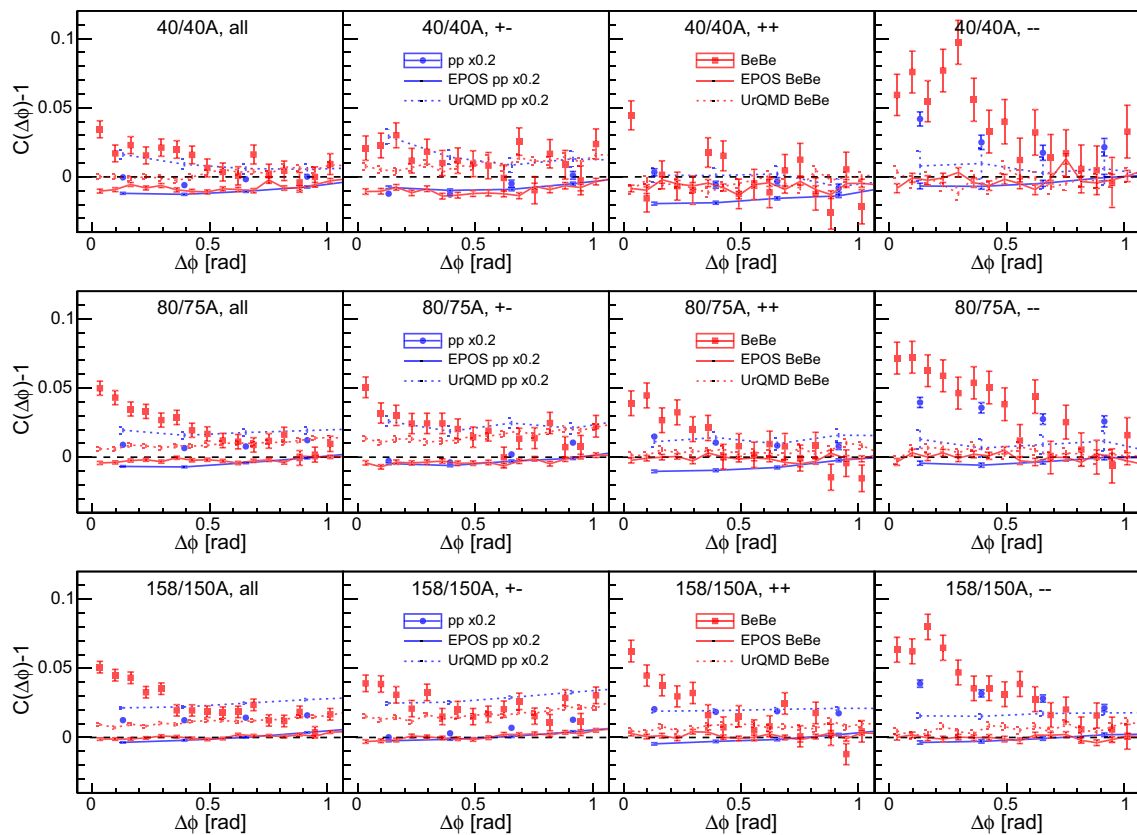 40/40A, all
40/40A, +-
40/40A, ++
40/40A, --
pp x0.2
EPOS pp x0.2
UrQMD pp x0.2
BeBe
EPOS BeBe
UrQMD BeBe
C(Δϕ)-1
0.1
0.05
0
0 0.5 1 0 0.5 1 0 0.5 1 0 0.5 1
Δϕ [rad] Δϕ [rad] Δϕ [rad] Δϕ [rad]
80/75A, all
80/75A, +-
80/75A, ++
80/75A, --
pp x0.2
EPOS pp x0.2
UrQMD pp x0.2
BeBe
EPOS BeBe
UrQMD BeBe
C(Δϕ)-1
0.1
0.05
0
0 0.5 1 0 0.5 1 0 0.5 1 0 0.5 1
Δϕ [rad] Δϕ [rad] Δϕ [rad] Δϕ [rad]
158/150A, all
158/150A, +-
158/150A, ++
158/150A, --
pp x0.2
EPOS pp x0.2
UrQMD pp x0.2
BeBe
EPOS BeBe
UrQMD BeBe
C(Δϕ)-1
0.1
0.05
0
0 0.5 1 0 0.5 1 0 0.5 1 0 0.5 1
Δϕ [rad] Δϕ [rad] Δϕ [rad] Δϕ [rad]